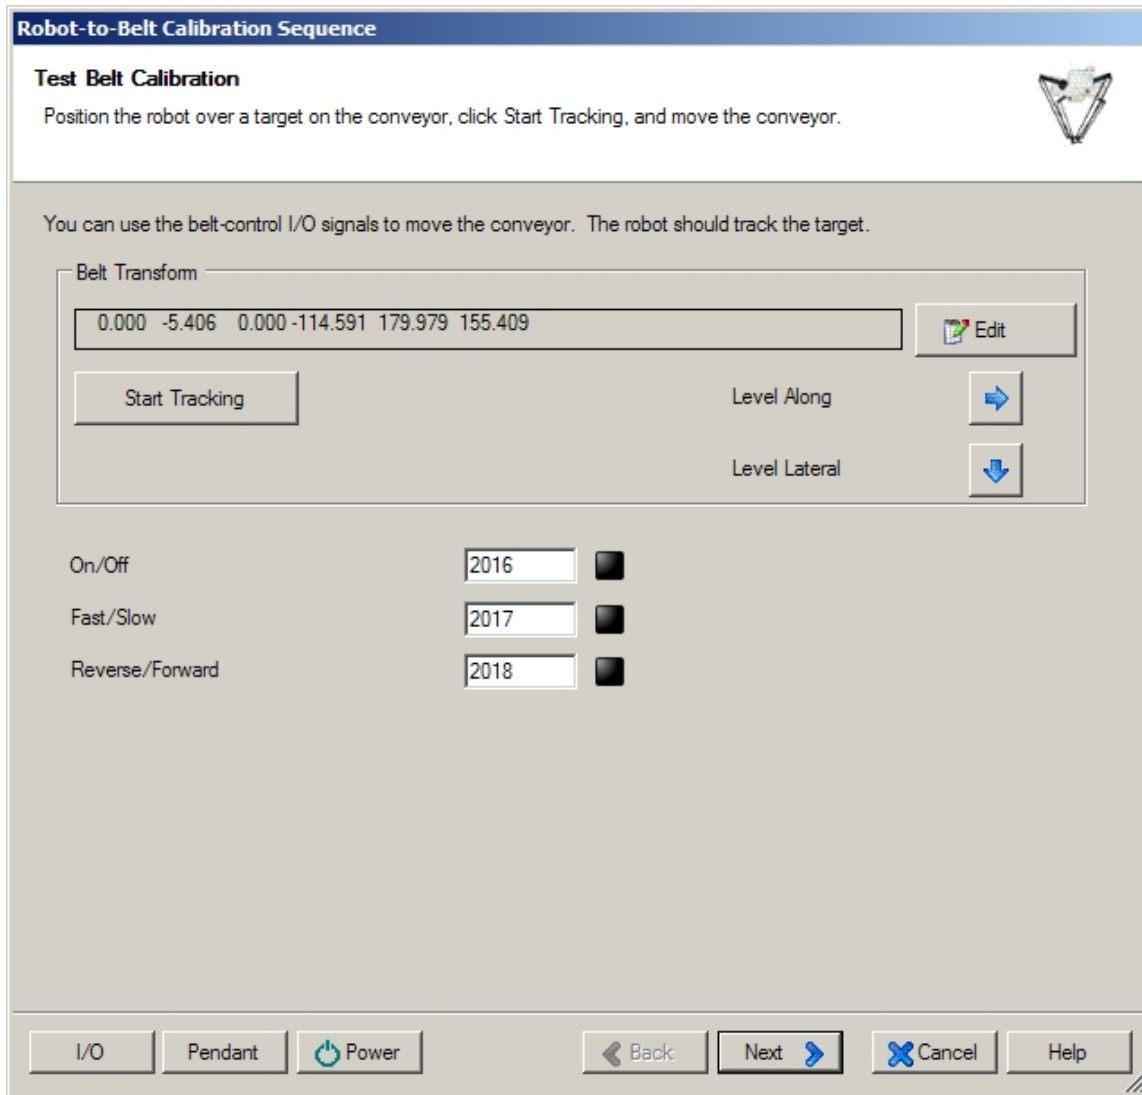 Robot-to-Belt Calibration Sequence
Test Belt Calibration
Position the robot over a target on the conveyor, click Start Tracking, and move the conveyor.
You can use the belt-control I/O signals to move the conveyor. The robot should track the target.
Belt Transform
0.000 -5.406 0.000 -114.591 179.979 155.409
Edit
Start Tracking
Level Along
Level Lateral
On/Off 2016
Fast/Slow 2017
Reverse/Forward 2018
I/O Pendant Power Back Next Cancel Help